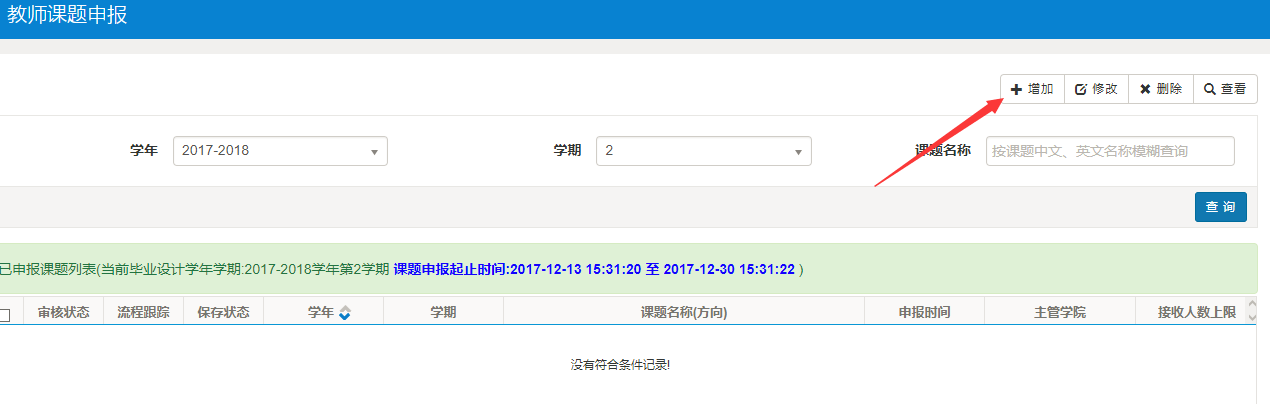 教师课题申报
增加 修改 删除 查看
学年 2017-2018 学期 2 课题名称 按课题中文、英文名称模糊查询
查 询
已申报课题列表(当前毕业设计学年学期:2017-2018学年第2学期 课题申报起止时间:2017-12-13 15:31:20 至 2017-12-30 15:31:22 )
审核状态 流程跟踪 保存状态 学年 学期 课题名称(方向) 申报时间 主管学院 接收人数上限
没有符合条件记录!